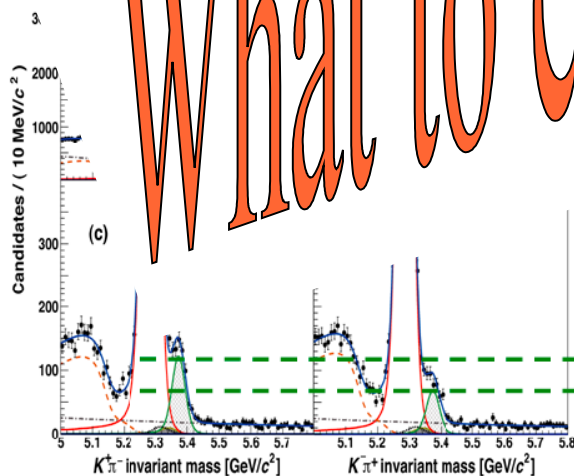 What to
2000
1000
Candidates / ( 10 MeV/c² )
(c)
300
200
100
0
5 5.1 5.2 5.3 5.4 5.5 5.6 5.7
5.1 5.2 5.3 5.4 5.5 5.6 5.7 5.8
K⁺π⁻ invariant mass [GeV/c²]
K⁻π⁺ invariant mass [GeV/c²]